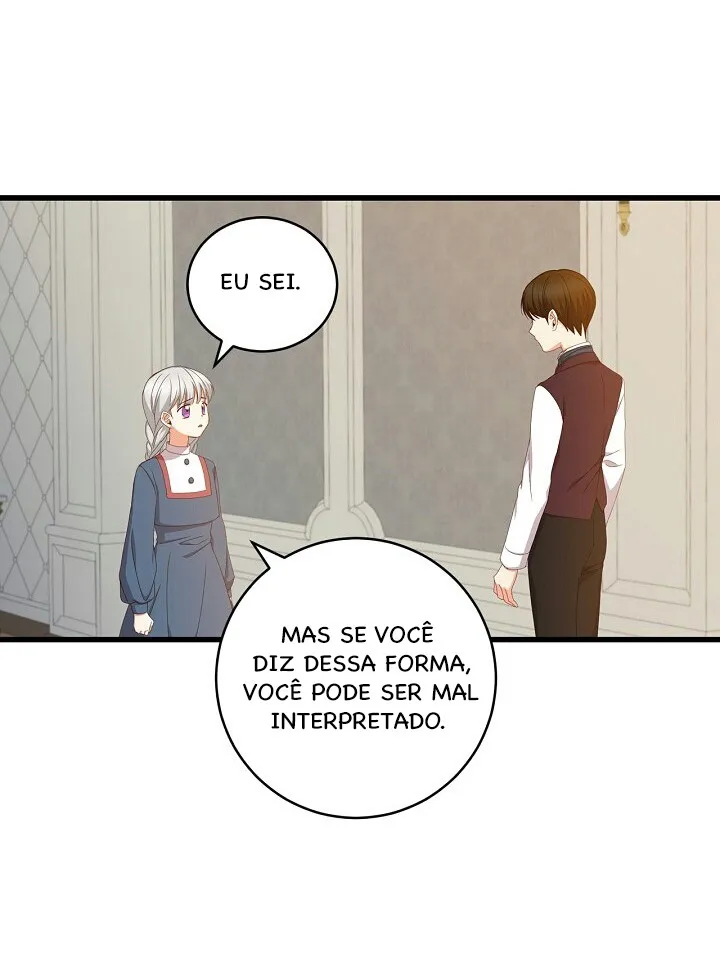 EU SEI.
MAS SE VOCÊ
DIZ DESSA FORMA,
VOCÊ PODE SER MAL
INTERPRETADO.